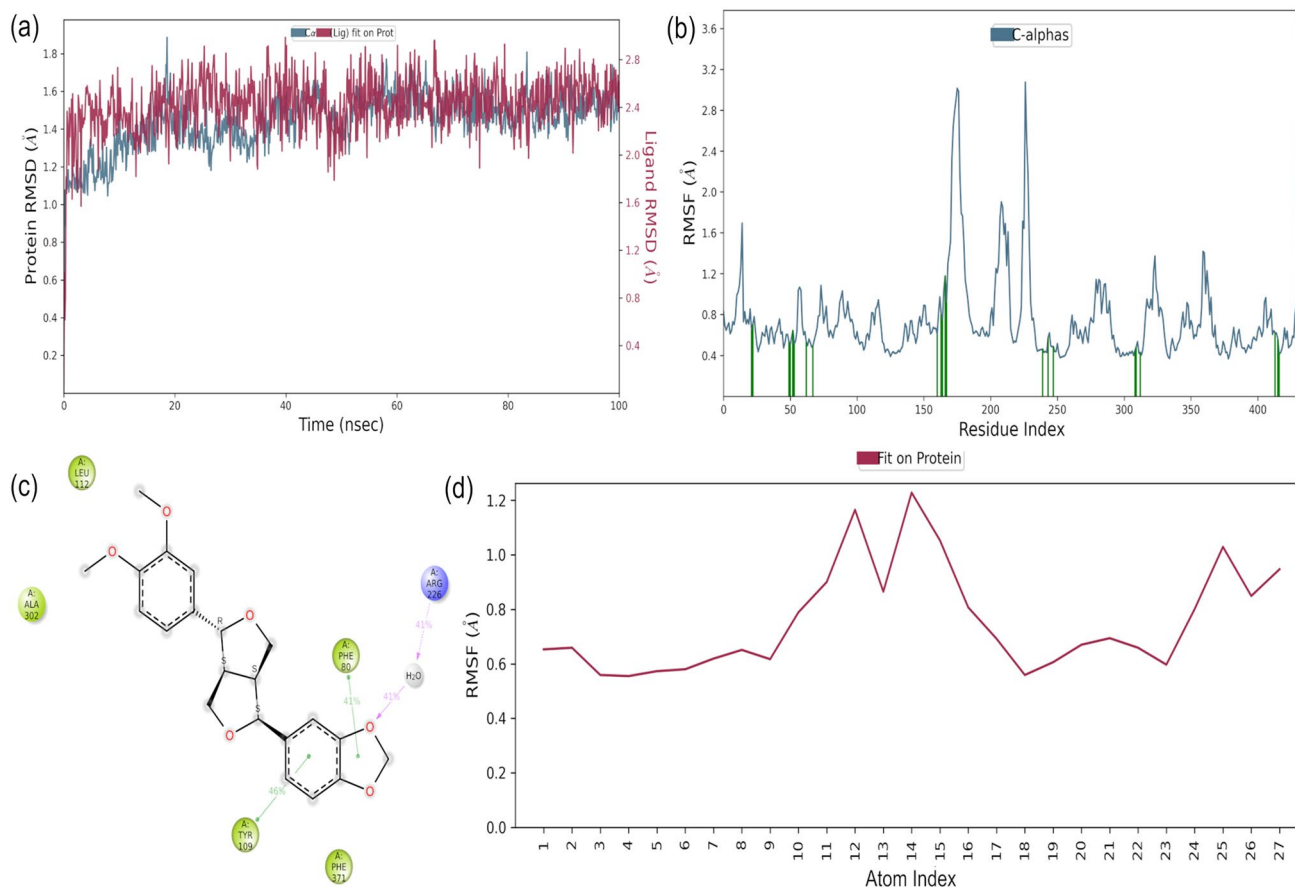 (a)
Cα (Lig) fit on Prot
1.8
1.6
1.4
1.2
1.0
1.8
1.6
0.4
0.2
Protein RMSD (Å)
2.8
2.4
2.0
1.6
1.2
0.8
0.4
Ligand RMSD (Å)
0 20 40 60 80 100
Time (nsec)
(b)
C-alphas
3.6
3.2
2.8
2.4
2.0
1.6
1.2
0.8
0.4
RMSF (Å)
0 50 100 150 200 250 300 350 400
Residue Index
(c)
A:
LEU
112
O
O
A:
ALA
302
A:
ARG
226
R
O
S
S
A:
PHE
80
41%
H₂O
41%
41%
S
O
O
O
46%
A:
TYR
109
A:
PHE
371
(d)
Fit on Protein
1.2
1.0
0.8
0.6
0.4
0.2
0.0
RMSF (Å)
1 2 3 4 5 6 7 8 9 10 11 12 13 14 15 16 17 18 19 20 21 22 23 24 25 26 27
Atom Index